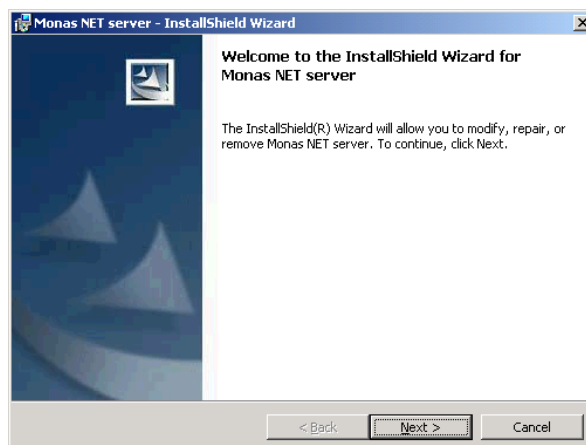 Monas NET server - InstallShield Wizard
Welcome to the InstallShield Wizard for
Monas NET server
The InstallShield(R) Wizard will allow you to modify, repair, or
remove Monas NET server. To continue, click Next.
< Back Next > Cancel